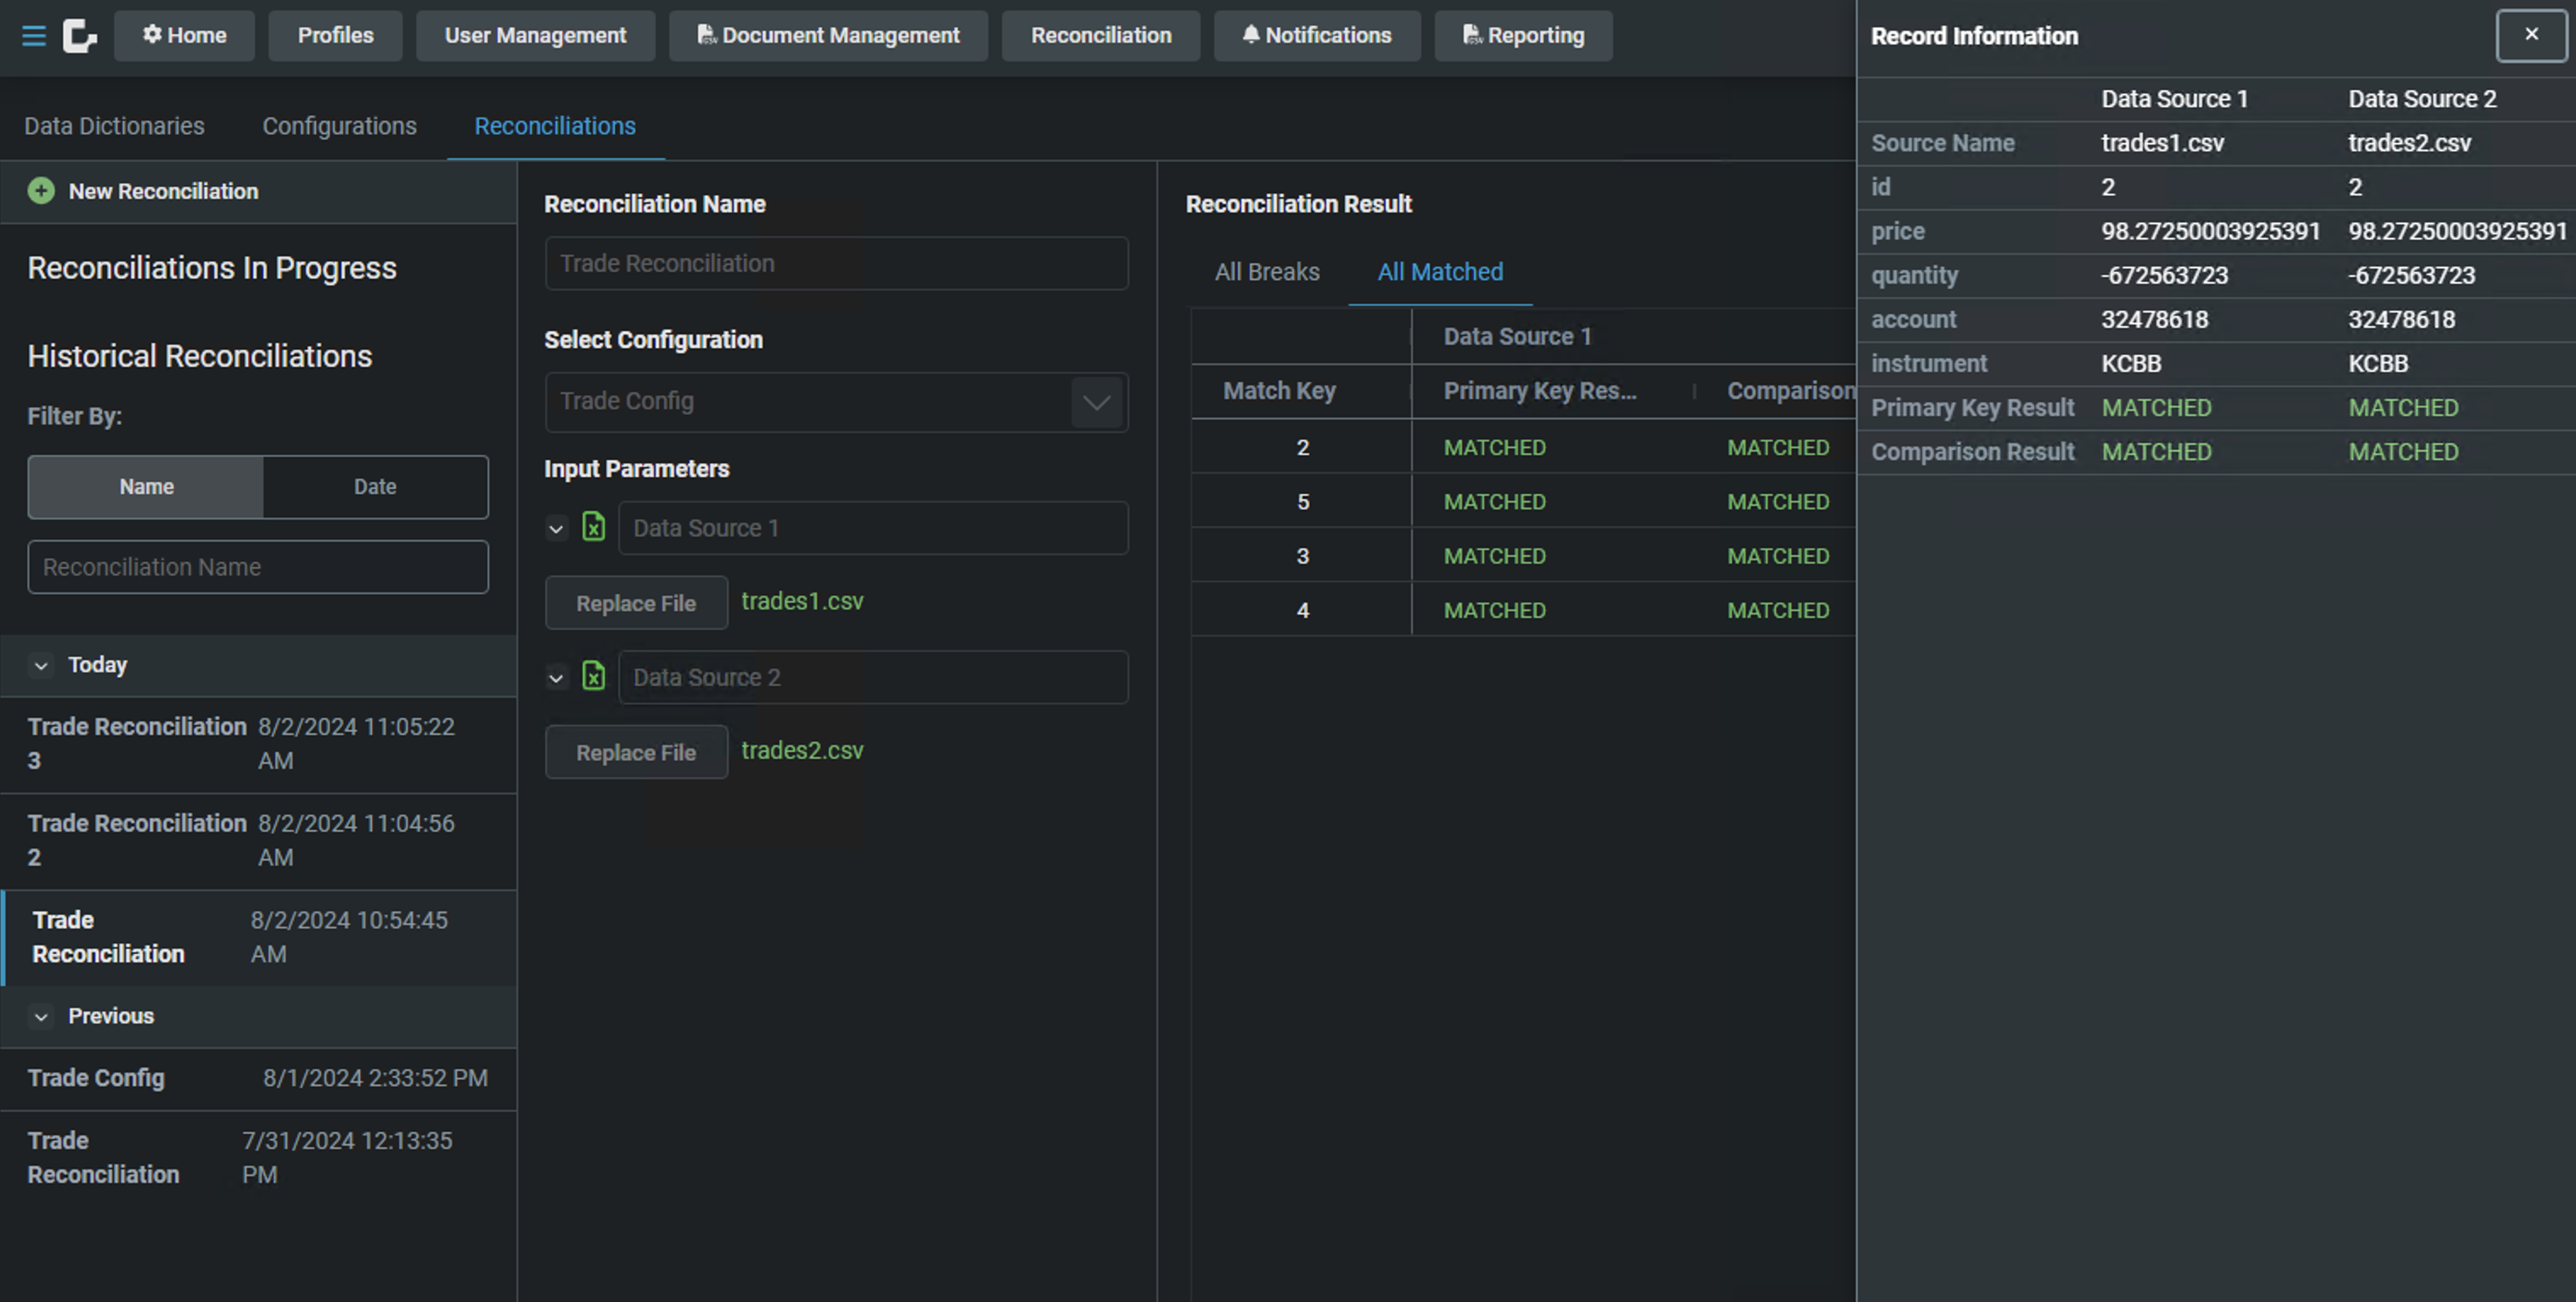 Home
Profiles
User Management
Document Management
Reconciliation
Notifications
Reporting
Data Dictionaries
Configurations
Reconciliations
New Reconciliation
Reconciliations In Progress
Historical Reconciliations
Filter By:
Name
Date
Reconciliation Name
Today
Trade Reconciliation 8/2/2024 11:05:22
3 AM
Trade Reconciliation 8/2/2024 11:04:56
2 AM
Trade 8/2/2024 10:54:45
Reconciliation AM
Previous
Trade Config 8/1/2024 2:33:52 PM
Trade 7/31/2024 12:13:35
Reconciliation PM
Reconciliation Name
Trade Reconciliation
Select Configuration
Trade Config
Input Parameters
Data Source 1
Replace File trades1.csv
Data Source 2
Replace File trades2.csv
Reconciliation Result
All Breaks
All Matched
Data Source 1
Match Key Primary Key Res... Comparison
2 MATCHED MATCHED
5 MATCHED MATCHED
3 MATCHED MATCHED
4 MATCHED MATCHED
Record Information
Data Source 1 Data Source 2
Source Name trades1.csv trades2.csv
id 2 2
price 98.27250003925391 98.27250003925391
quantity -672563723 -672563723
account 32478618 32478618
instrument KCBB KCBB
Primary Key Result MATCHED MATCHED
Comparison Result MATCHED MATCHED